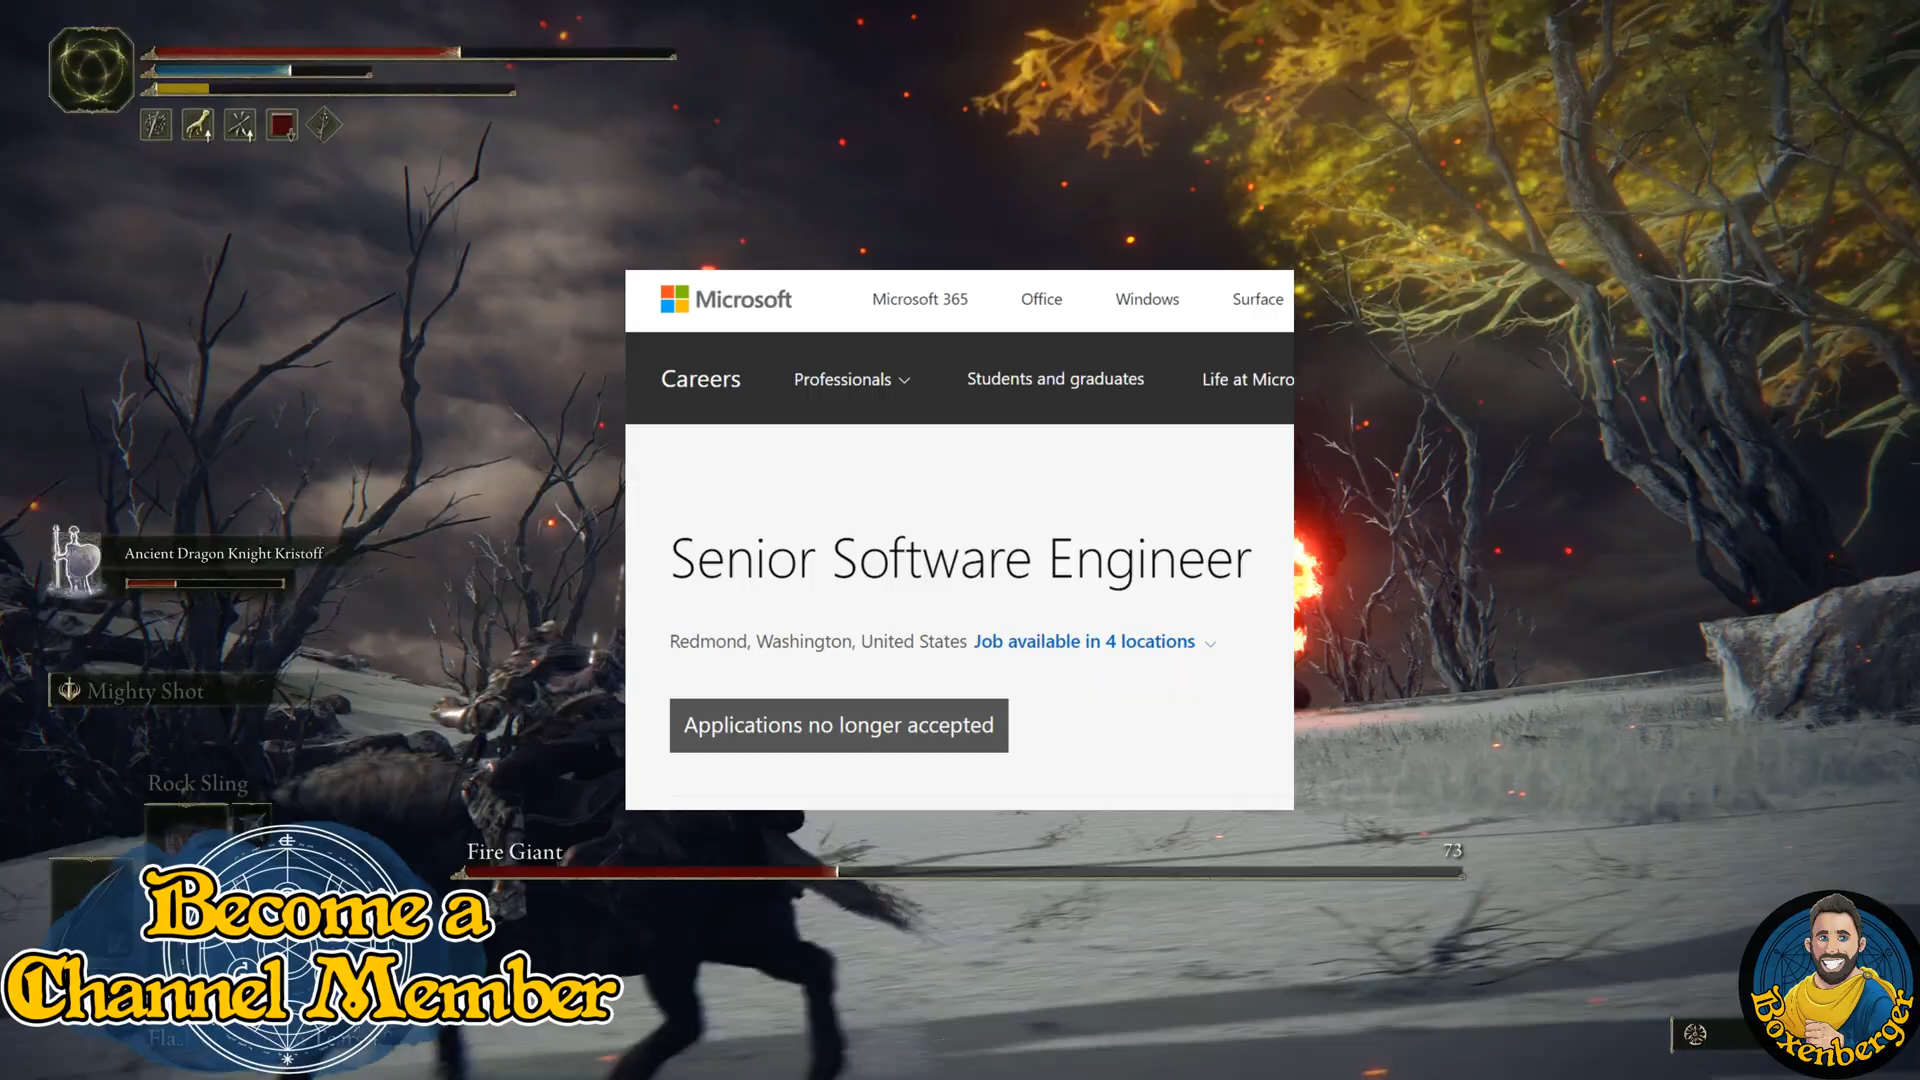 Microsoft
Microsoft 365
Office
Windows
Surface
Careers
Professionals
Students and graduates
Life at Micro
Senior Software Engineer
Redmond, Washington, United States Job available in 4 locations
Applications no longer accepted
Ancient Dragon Knight Kristoff
Mighty Shot
Rock Sling
Fire Giant
73
Become a
Channel Member
Boxenberger